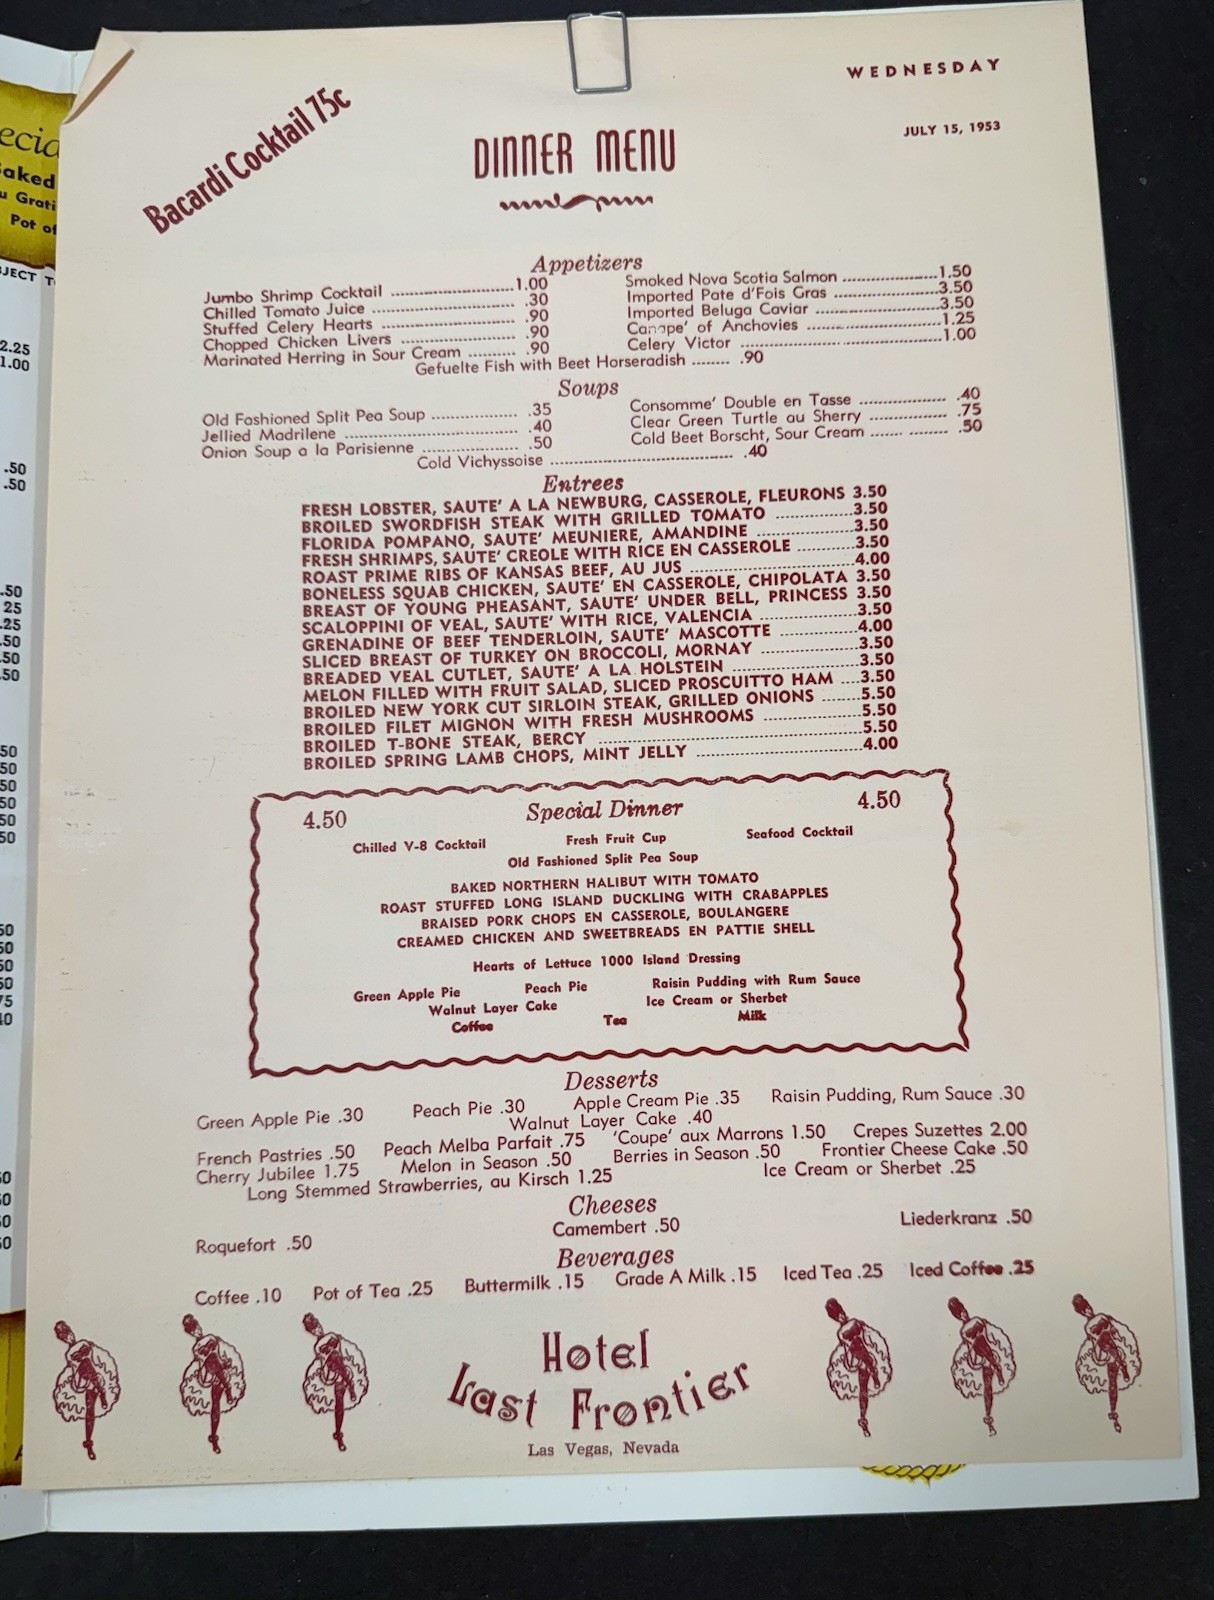 WEDNESDAY
JULY 15, 1953
Bacardi Cocktail 75c
DINNER MENU
Appetizers
Jumbo Shrimp Cocktail 1.00
Chilled Tomato Juice .30
Stuffed Celery Hearts .90
Chopped Chicken Livers .90
Marinated Herring in Sour Cream .90
Smoked Nova Scotia Salmon 1.50
Imported Pate d'Fois Gras 3.50
Imported Beluga Caviar 3.50
Canape' of Anchovies 1.25
Celery Victor 1.00
Gefuelte Fish with Beet Horseradish .90
Soups
Old Fashioned Split Pea Soup .35
Jellied Madrilene .40
Onion Soup a la Parisienne .50
Consomme' Double en Tasse .40
Clear Green Turtle au Sherry .75
Cold Beet Borscht, Sour Cream .50
Cold Vichyssoise .40
Entrees
FRESH LOBSTER, SAUTE' A LA NEWBURG, CASSEROLE, FLEURONS 3.50
BROILED SWORDFISH STEAK WITH GRILLED TOMATO 3.50
FLORIDA POMPANO, SAUTE' MEUNIERE, AMANDINE 3.50
FRESH SHRIMPS, SAUTE' CREOLE WITH RICE EN CASSEROLE 3.50
ROAST PRIME RIBS OF KANSAS BEEF, AU JUS 4.00
BONELESS SQUAB CHICKEN, SAUTE' EN CASSEROLE, CHIPOLATA 3.50
BREAST OF YOUNG PHEASANT, SAUTE' UNDER BELL, PRINCESS 3.50
SCALOPPINI OF VEAL, SAUTE' WITH RICE, VALENCIA 3.50
GRENADINE OF BEEF TENDERLOIN, SAUTE' MASCOTTE 4.00
SLICED BREAST OF TURKEY ON BROCCOLI, MORNAY 3.50
BREADED VEAL CUTLET, SAUTE' A LA HOLSTEIN 3.50
MELON FILLED WITH FRUIT SALAD, SLICED PROSCUITTO HAM 3.50
BROILED NEW YORK CUT SIRLOIN STEAK, GRILLED ONIONS 5.50
BROILED FILET MIGNON WITH FRESH MUSHROOMS 5.50
BROILED T-BONE STEAK, BERCY 5.50
BROILED SPRING LAMB CHOPS, MINT JELLY 4.00
4.50 Special Dinner 4.50
Chilled V-8 Cocktail Fresh Fruit Cup Seafood Cocktail
Old Fashioned Split Pea Soup
BAKED NORTHERN HALIBUT WITH TOMATO
ROAST STUFFED LONG ISLAND DUCKLING WITH CRABAPPLES
BRAISED PORK CHOPS EN CASSEROLE, BOULANGERE
CREAMED CHICKEN AND SWEETBREADS EN PATTIE SHELL
Hearts of Lettuce 1000 Island Dressing
Green Apple Pie Peach Pie Raisin Pudding with Rum Sauce
Walnut Layer Cake Ice Cream or Sherbet
Coffee Tea Milk
Desserts
Green Apple Pie .30 Peach Pie .30 Apple Cream Pie .35 Raisin Pudding, Rum Sauce .30
Walnut Layer Cake .40
French Pastries .50 Peach Melba Parfait .75 'Coupe' aux Marrons 1.50 Crepes Suzettes 2.00
Cherry Jubilee 1.75 Melon in Season .50 Berries in Season .50 Frontier Cheese Cake .50
Long Stemmed Strawberries, au Kirsch 1.25 Ice Cream or Sherbet .25
Cheeses
Roquefort .50 Camembert .50 Liederkranz .50
Beverages
Coffee .10 Pot of Tea .25 Buttermilk .15 Grade A Milk .15 Iced Tea .25 Iced Coffee .25
Hotel
Last Frontier
Las Vegas, Nevada